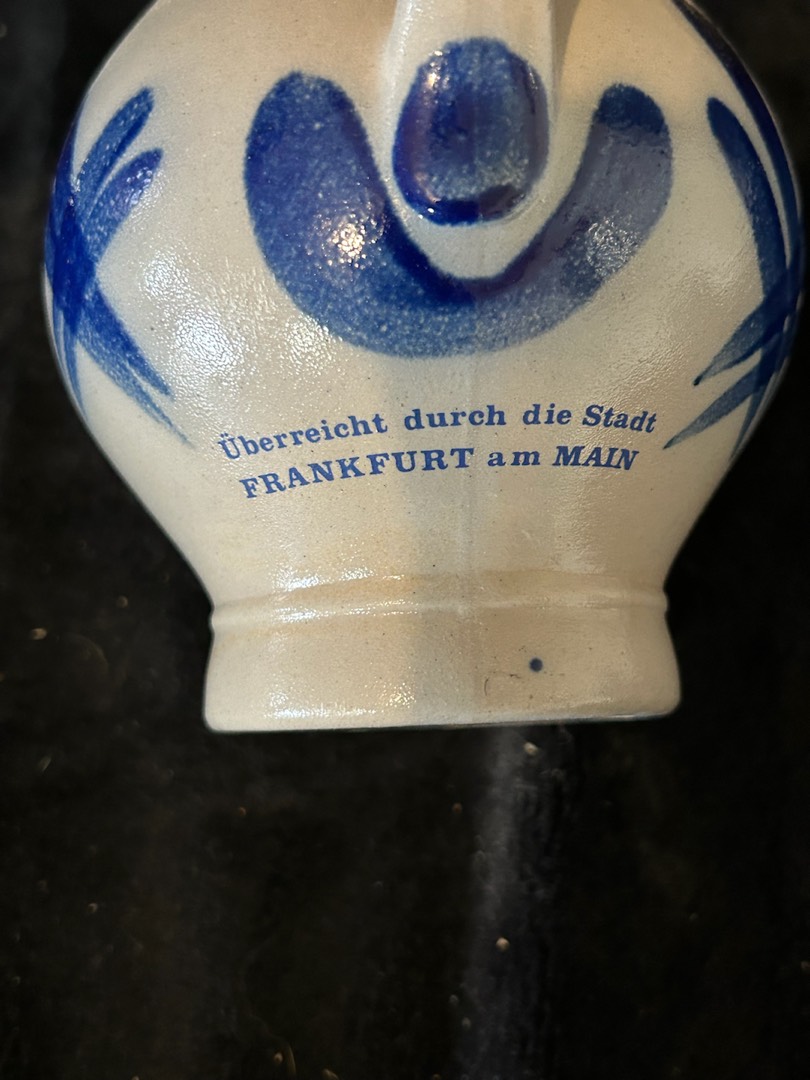 Überreicht durch die Stadt
FRANKFURT am MAIN